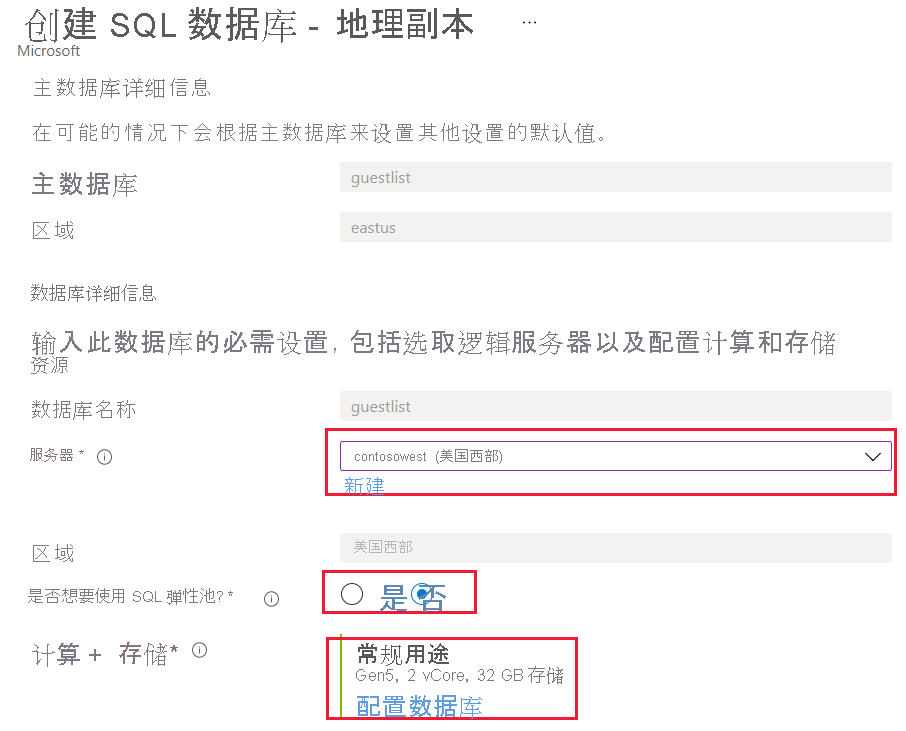 创建 SQL 数据库 - 地理副本 ...
Microsoft
主数据库详细信息
在可能的情况下会根据主数据库来设置其他设置的默认值。
主数据库 guestlist
区域 eastus
数据库详细信息
输入此数据库的必需设置, 包括选取逻辑服务器以及配置计算和存储
资源
数据库名称 guestlist
服务器 * contosowest (美国西部)
新建
区域 美国西部
是否想要使用 SQL 弹性池? * 是 否
计算 + 存储* 常规用途
Gen5, 2 vCore, 32 GB 存储
配置数据库